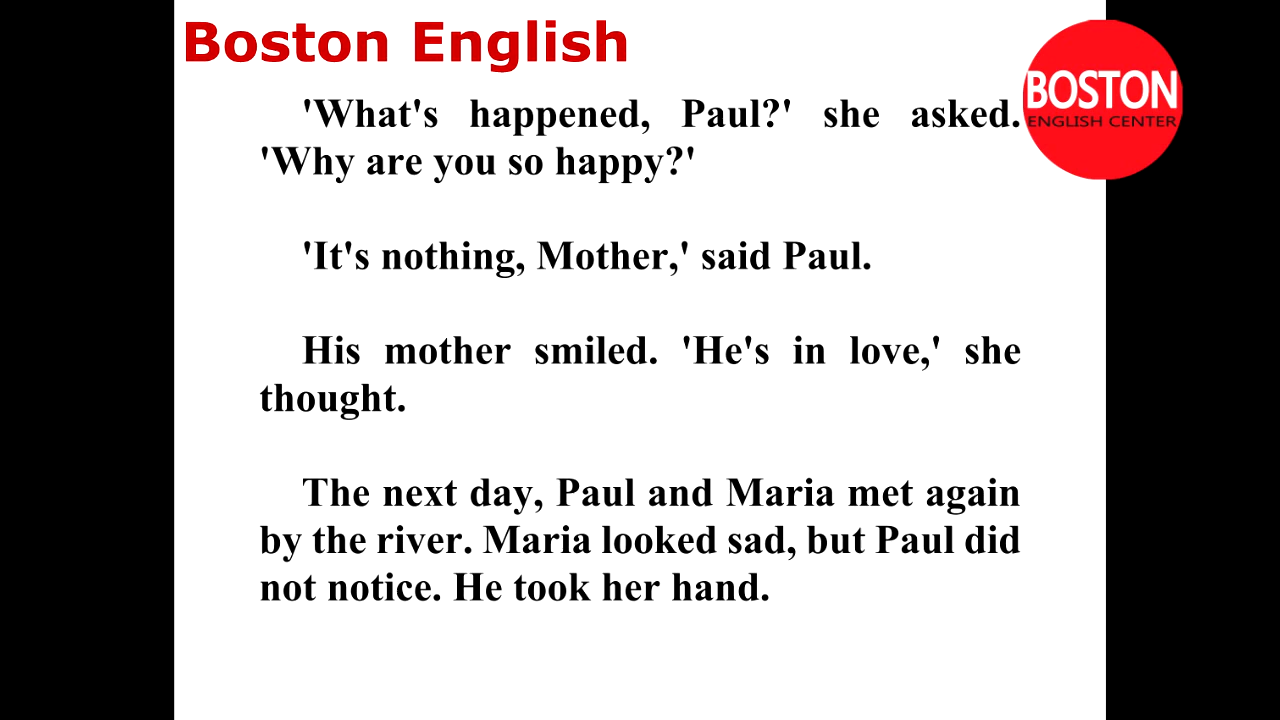 Boston English
BOSTON
ENGLISH CENTER
'What's happened, Paul?' she asked.
'Why are you so happy?'
'It's nothing, Mother,' said Paul.
His mother smiled. 'He's in love,' she
thought.
The next day, Paul and Maria met again
by the river. Maria looked sad, but Paul did
not notice. He took her hand.